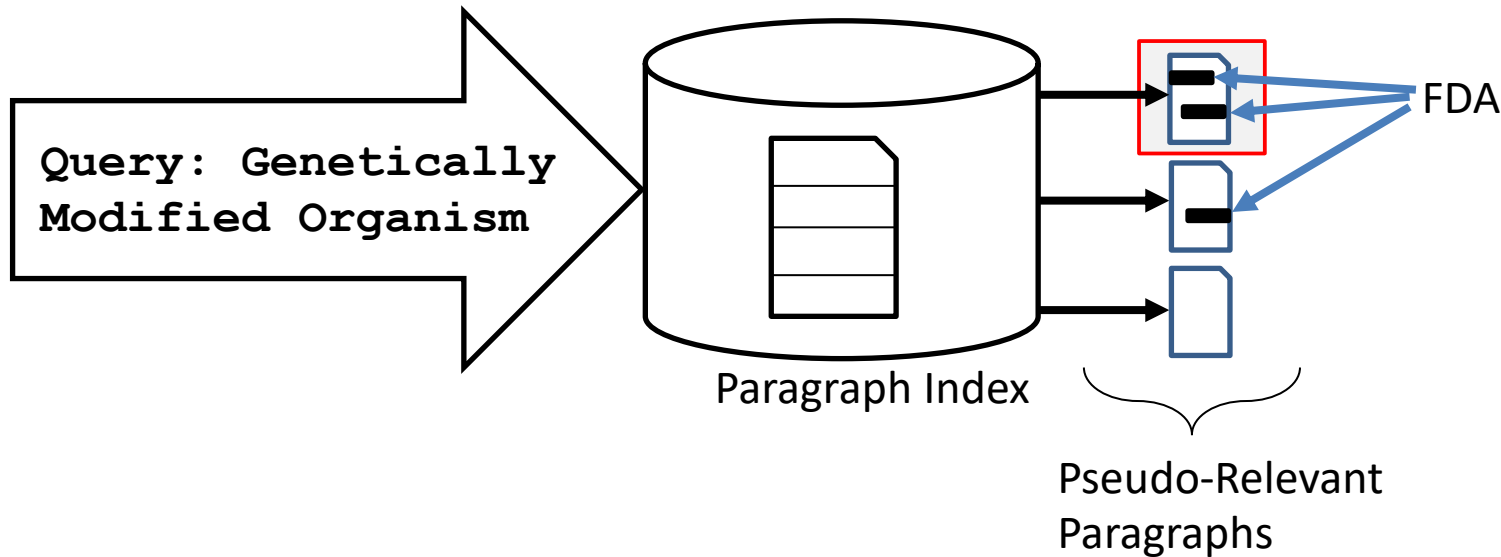 Query: Genetically
Modified Organism
FDA
Paragraph Index
Pseudo-Relevant
Paragraphs